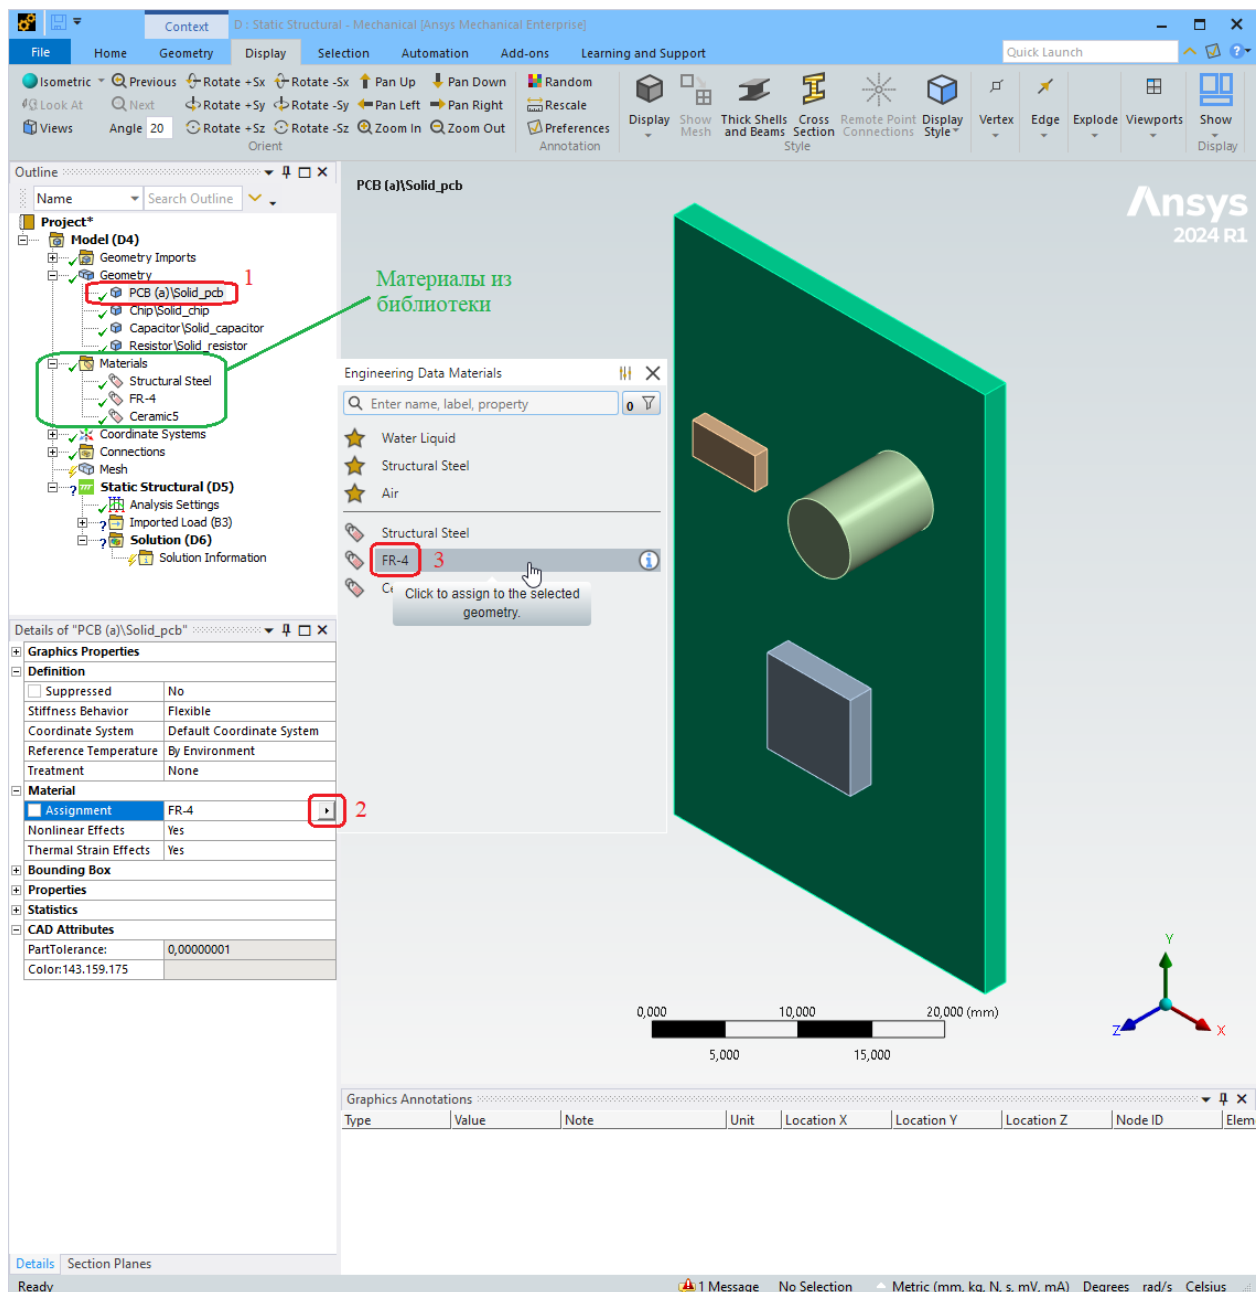 Context
D : Static Structural - Mechanical [Ansys Mechanical Enterprise]
File Home Geometry Display Selection Automation Add-ons Learning and Support Quick Launch
Isometric Previous Rotate +Sx Rotate -Sx Pan Up Pan Down Random
Look At Next Rotate +Sy Rotate -Sy Pan Left Pan Right Rescale
Views Angle 20 Rotate +Sz Rotate -Sz Zoom In Zoom Out Preferences
Orient Annotation
Display Show Mesh Thick Shells and Beams Cross Section Remote Point Connections Display Style Vertex Edge Explode Viewports Show
Style Display
Outline
Name Search Outline
Project*
Model (D4)
Geometry Imports
Geometry
1
PCB (a)\Solid_pcb
Chip\Solid_chip
Capacitor\Solid_capacitor
Resistor\Solid_resistor
Materials
Structural Steel
FR-4
Ceramic5
Coordinate Systems
Connections
Mesh
Static Structural (D5)
Analysis Settings
Imported Load (B3)
Solution (D6)
Solution Information
Details of "PCB (a)\Solid_pcb"
Graphics Properties
Definition
Suppressed No
Stiffness Behavior Flexible
Coordinate System Default Coordinate System
Reference Temperature By Environment
Treatment None
Material
Assignment FR-4
2
Nonlinear Effects Yes
Thermal Strain Effects Yes
Bounding Box
Properties
Statistics
CAD Attributes
PartTolerance: 0,00000001
Color:143.159.175
Details Section Planes
PCB (a)\Solid_pcb
Ansys
2024 R1
Материалы из
библиотеки
Engineering Data Materials
Enter name, label, property 0
Water Liquid
Structural Steel
Air
Structural Steel
FR-4 3
Ce
Click to assign to the selected
geometry.
0,000 10,000 20,000 (mm)
5,000 15,000
Y
Z X
Graphics Annotations
Type Value Note Unit Location X Location Y Location Z Node ID Elem
Ready 1 Message No Selection Metric (mm, kg, N, s, mV, mA) Degrees rad/s Celsius